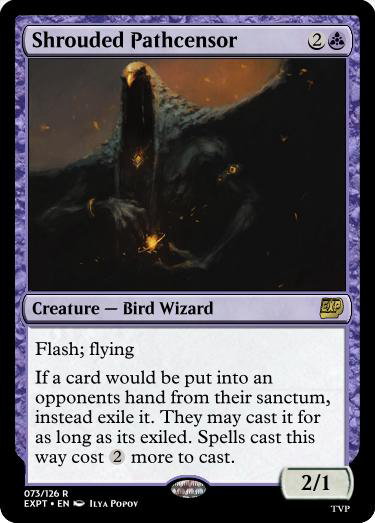 Shrouded Pathcensor 2
EXP
Creature — Bird Wizard
Flash; flying
If a card would be put into an
opponents hand from their sanctum,
instead exile it. They may cast it for
as long as its exiled. Spells cast this
way cost 2 more to cast.
2/1
073/126 R
EXPT • EN Ilya Popov
TVP